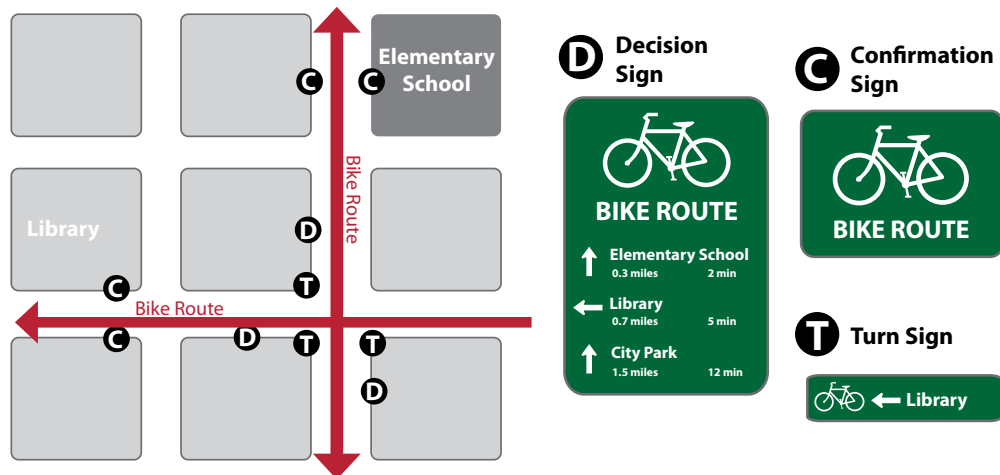 Elementary
School
C
C
Bike Route
Library
D
T
C
Bike Route
C
D
T
T
D
D
Decision
Sign
BIKE ROUTE
Elementary School
0.3 miles 2 min
Library
0.7 miles 5 min
City Park
1.5 miles 12 min
C
Confirmation
Sign
BIKE ROUTE
T
Turn Sign
Library